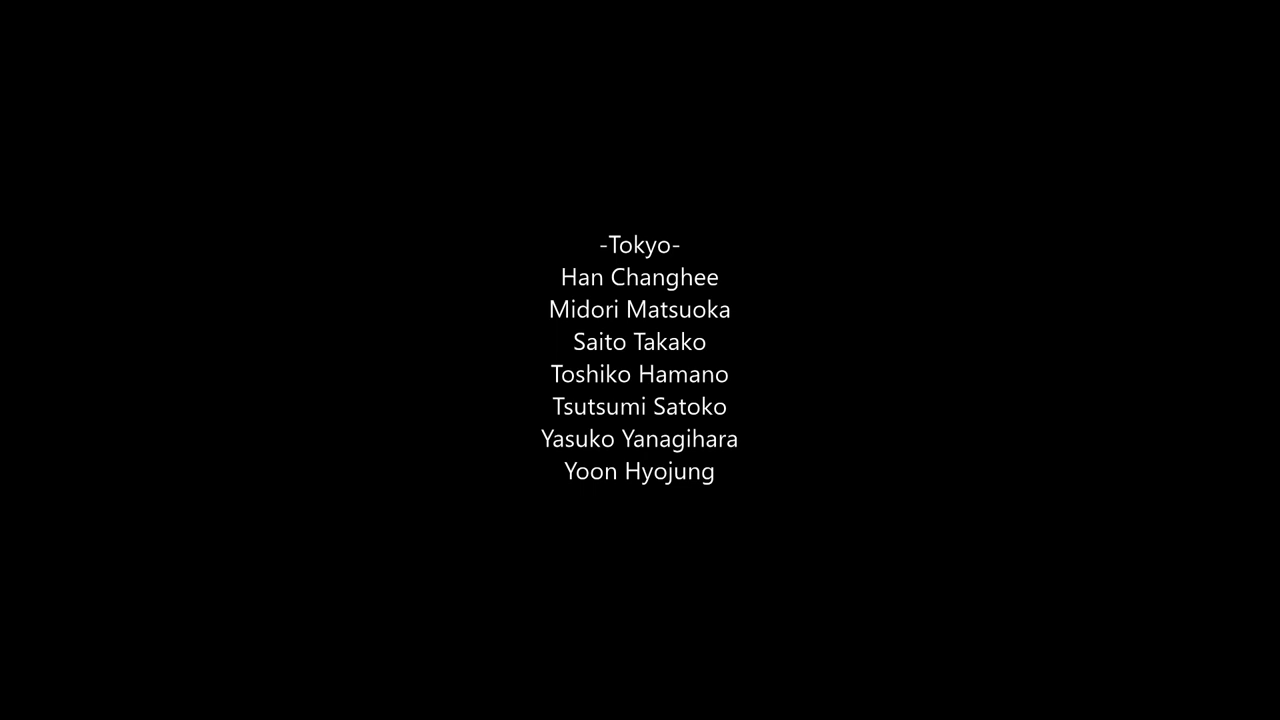 -Tokyo-
Han Changhee
Midori Matsuoka
Saito Takako
Toshiko Hamano
Tsutsumi Satoko
Yasuko Yanagihara
Yoon Hyojung